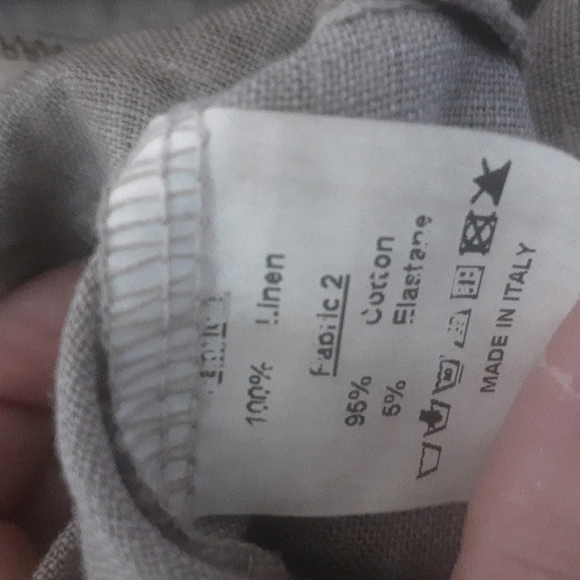 100% Linen
Fabric 2
95% Cotton
5% Elastane
MADE IN ITALY